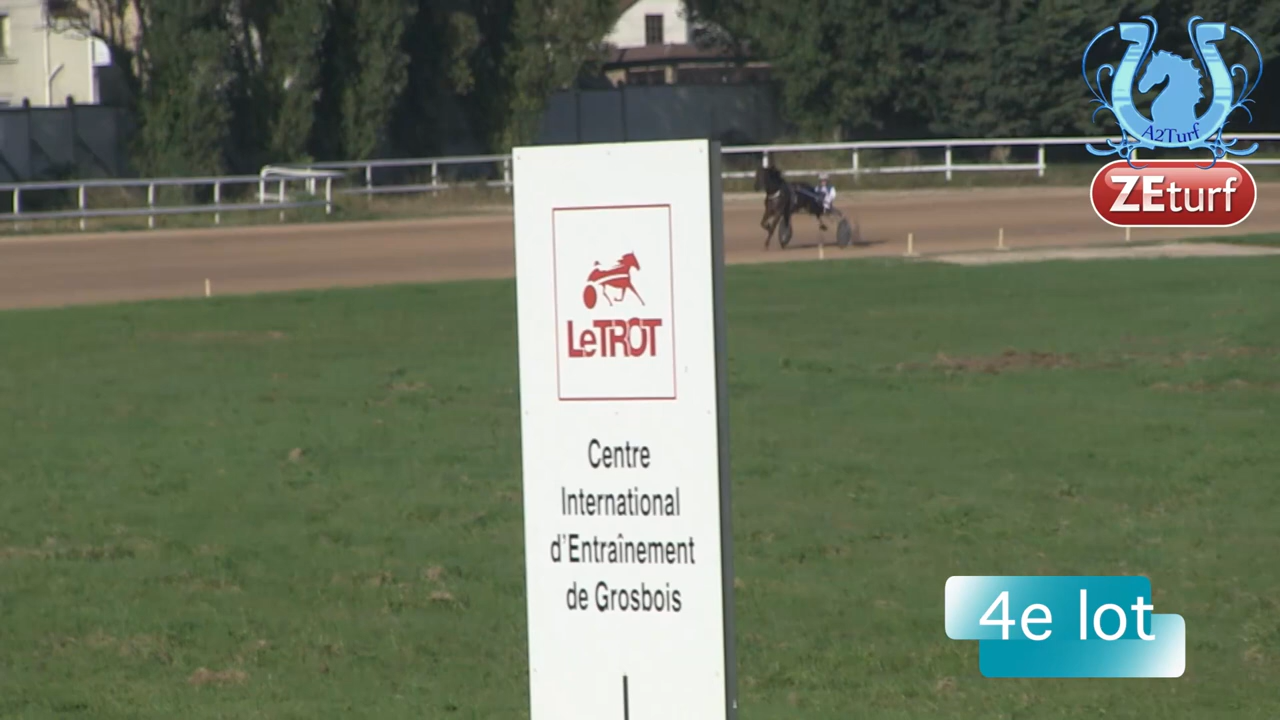 A2Turf
ZEturf
LeTROT
Centre
International
d'Entraînement
de Grosbois
4e lot